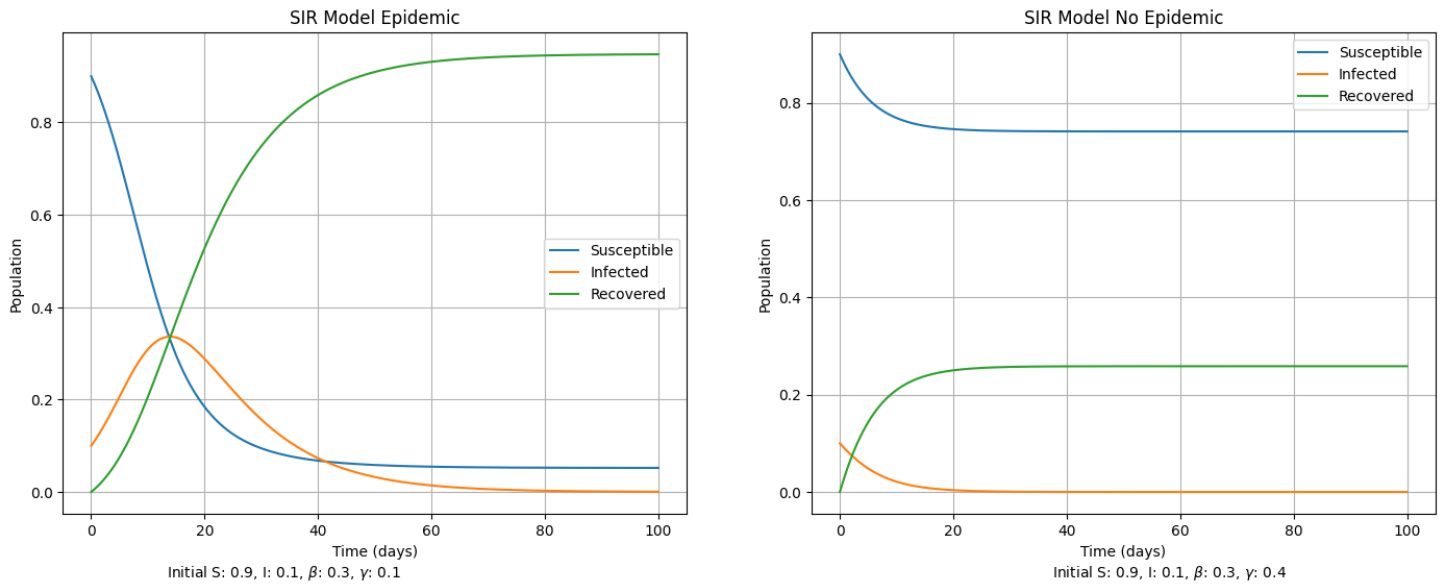 SIR Model Epidemic
Population
0.8
0.6
0.4
0.2
0.0
Susceptible
Infected
Recovered
0 20 40 60 80 100
Time (days)
Initial S: 0.9, I: 0.1, β: 0.3, γ: 0.1
SIR Model No Epidemic
Population
0.8
0.6
0.4
0.2
0.0
Susceptible
Infected
Recovered
0 20 40 60 80 100
Time (days)
Initial S: 0.9, I: 0.1, β: 0.3, γ: 0.4